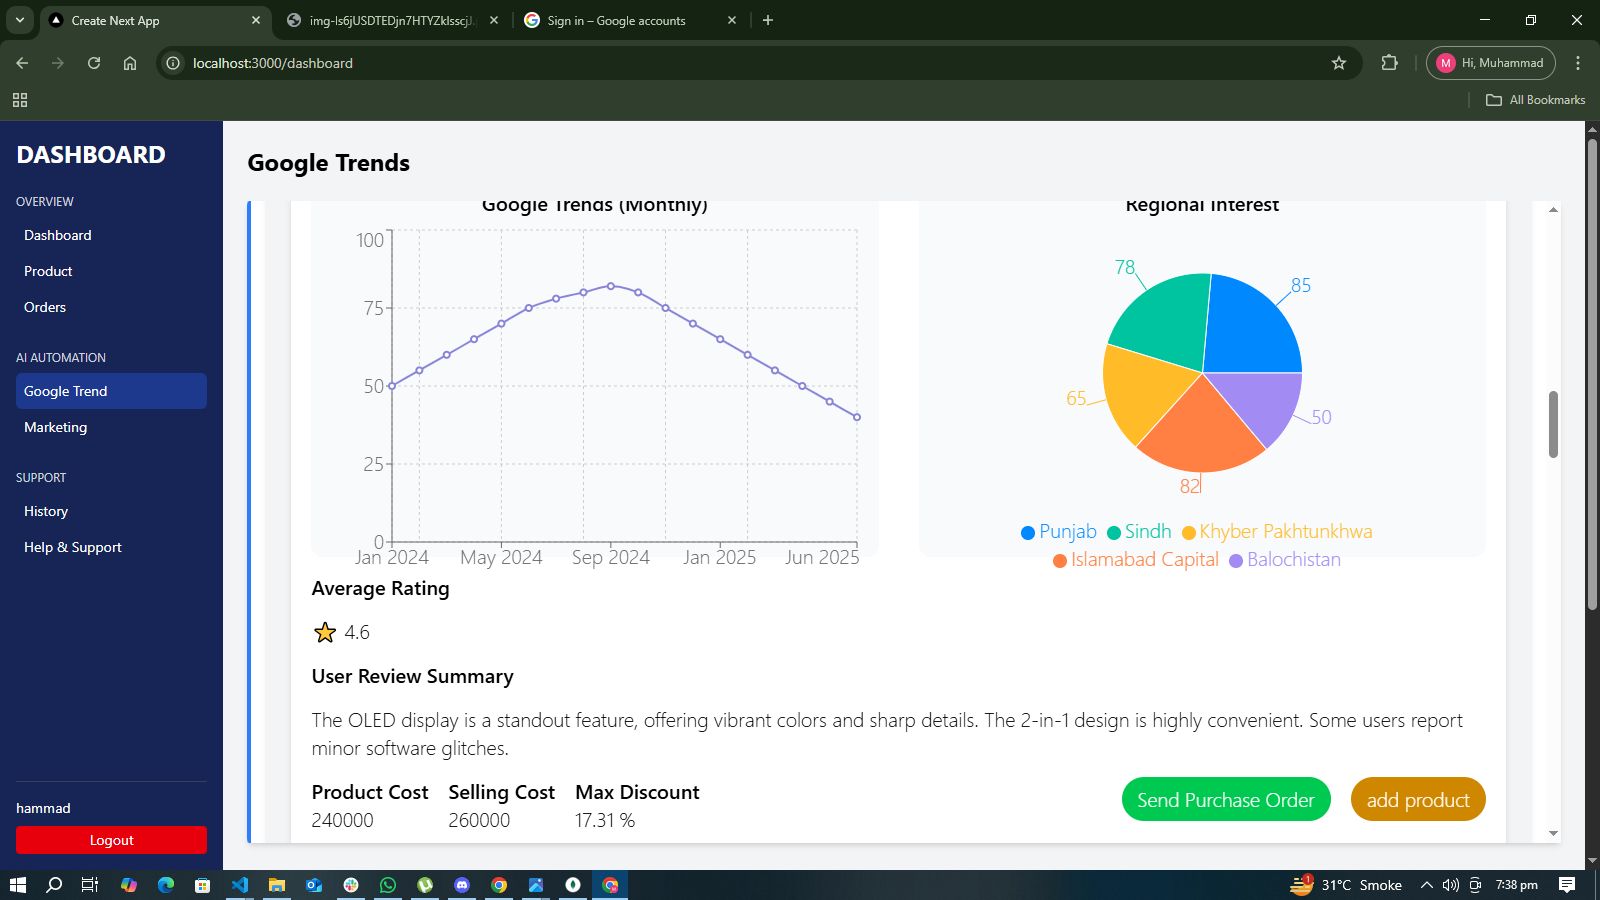 Create Next App
img-ls6jUSDTEDjn7HTYZklsscjJ
Sign in – Google accounts
localhost:3000/dashboard
M
Hi, Muhammad
All Bookmarks
DASHBOARD
OVERVIEW
Dashboard
Product
Orders
AI AUTOMATION
Google Trend
Marketing
SUPPORT
History
Help & Support
hammad
Logout
Google Trends
Google Trends (Monthly)
100
75
50
25
0
Jan 2024 May 2024 Sep 2024 Jan 2025 Jun 2025
Regional Interest
78
85
65
50
82
Punjab Sindh Khyber Pakhtunkhwa
Islamabad Capital Balochistan
Average Rating
4.6
User Review Summary
The OLED display is a standout feature, offering vibrant colors and sharp details. The 2-in-1 design is highly convenient. Some users report
minor software glitches.
Product Cost Selling Cost Max Discount
240000 260000 17.31 %
Send Purchase Order
add product
1
31°C Smoke
7:38 pm